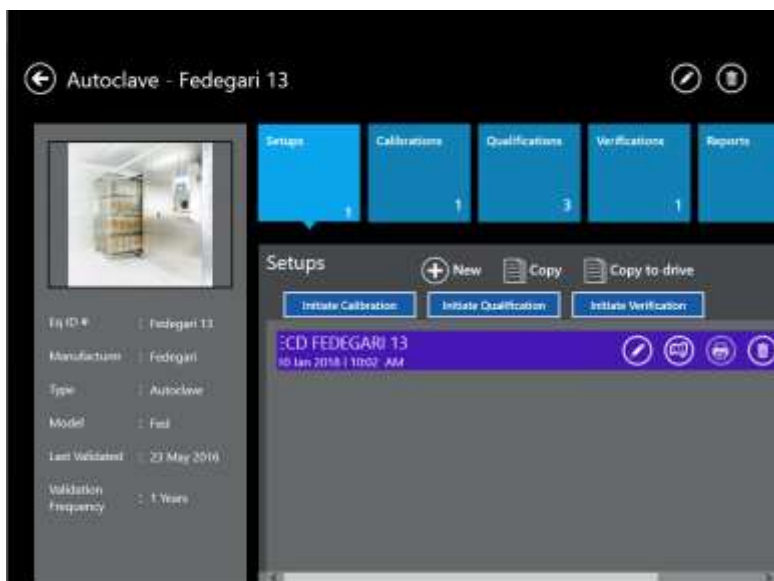 Autoclave - Fedegari 13
Setups
1
Calibrations
1
Qualifications
3
Verifications
1
Reports
Setups
New
Copy
Copy to drive
Initiate Calibration
Initiate Qualification
Initiate Verification
ECD FEDEGARI 13
10 Jan 2018 | 10:02 AM
Eq ID # : Fedegari 13
Manufacturer : Fedegari
Type : Autoclave
Model : Fed
Last Validated : 23 May 2016
Validation
Frequency : 1 Years